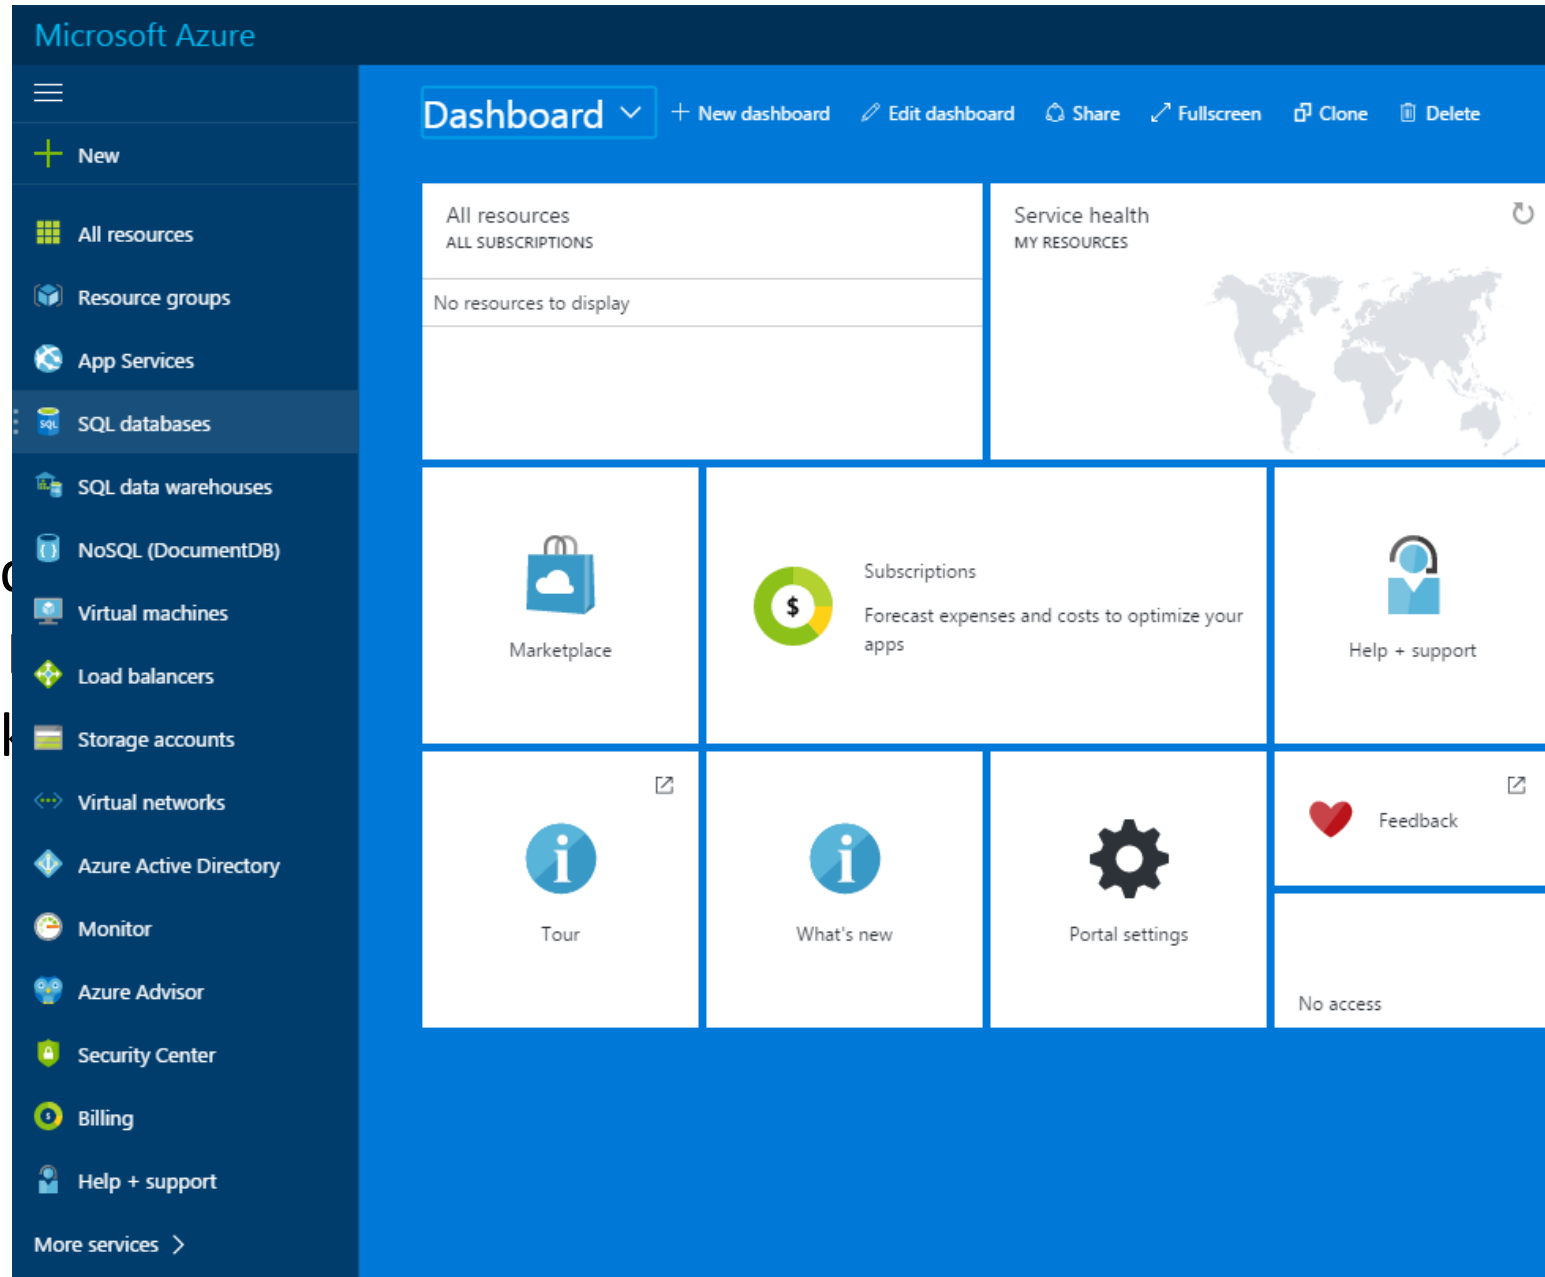 Microsoft Azure
Dashboard
New dashboard
Edit dashboard
Share
Fullscreen
Clone
Delete
New
All resources
Resource groups
App Services
SQL databases
SQL data warehouses
NoSQL (DocumentDB)
Virtual machines
Load balancers
Storage accounts
Virtual networks
Azure Active Directory
Monitor
Azure Advisor
Security Center
Billing
Help + support
More services
All resources
ALL SUBSCRIPTIONS
No resources to display
Service health
MY RESOURCES
Marketplace
Subscriptions
Forecast expenses and costs to optimize your
apps
Help + support
Tour
What's new
Portal settings
Feedback
No access